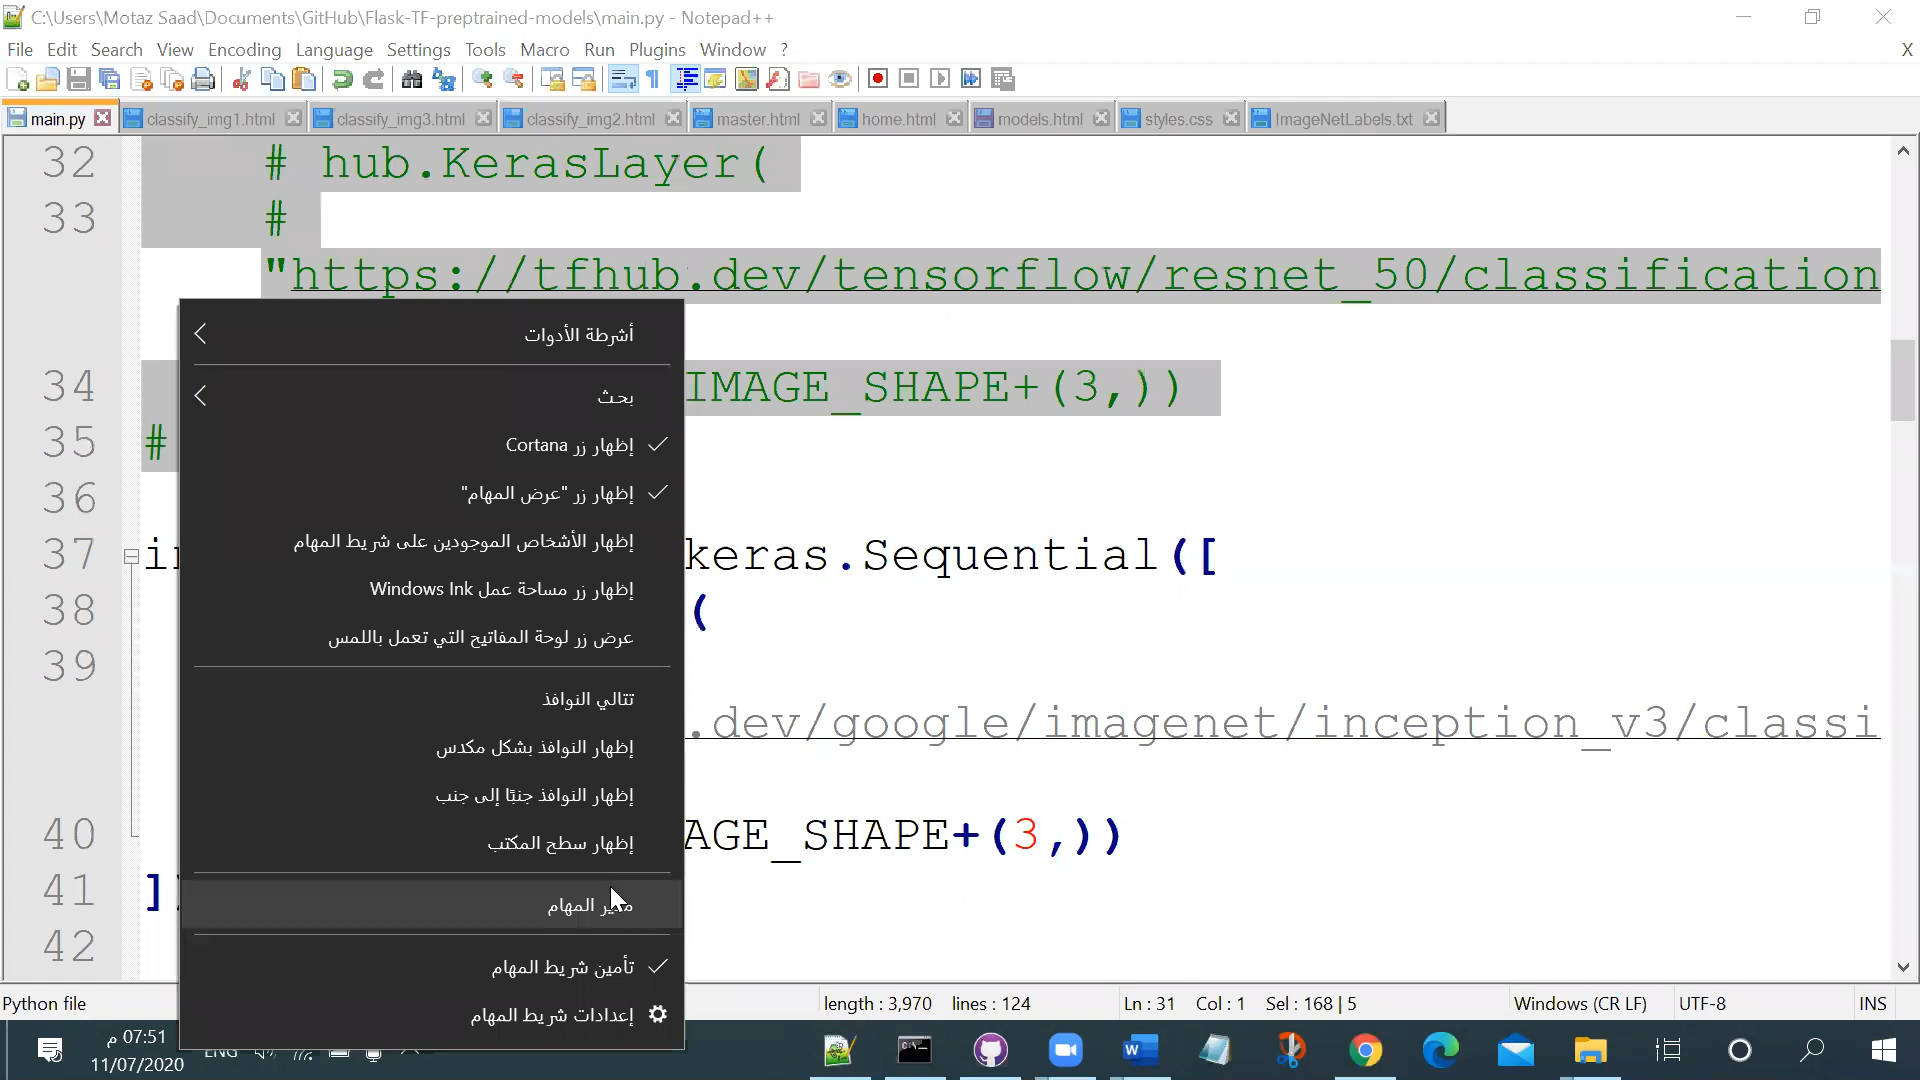 C:\Users\Motaz Saad\Documents\GitHub\Flask-TF-preptrained-models\main.py - Notepad++
File Edit Search View Encoding Language Settings Tools Macro Run Plugins Window ? X
main.py classify_img1.html classify_img3.html classify_img2.html master.html home.html models.html styles.css ImageNetLabels.txt
32 # hub.KerasLayer(
33 #
"https://tfhub.dev/tensorflow/resnet_50/classification
34 IMAGE_SHAPE+(3,))
35 #
36
37 keras.Sequential([
38 (
39
.dev/google/imagenet/inception_v3/classi
40 AGE_SHAPE+(3,))
41 ]
42
أشرطة الأدوات
بحث
إظهار زر Cortana
إظهار زر "عرض المهام"
إظهار الأشخاص الموجودين على شريط المهام
إظهار زر مساحة عمل Windows Ink
عرض زر لوحة المفاتيح التي تعمل باللمس
تتالي النوافذ
إظهار النوافذ بشكل مكدس
إظهار النوافذ جنبًا إلى جنب
إظهار سطح المكتب
مدير المهام
تأمين شريط المهام
إعدادات شريط المهام
Python file length : 3,970 lines : 124 Ln : 31 Col : 1 Sel : 168 | 5 Windows (CR LF) UTF-8 INS
07:51 م
11/07/2020
ENG